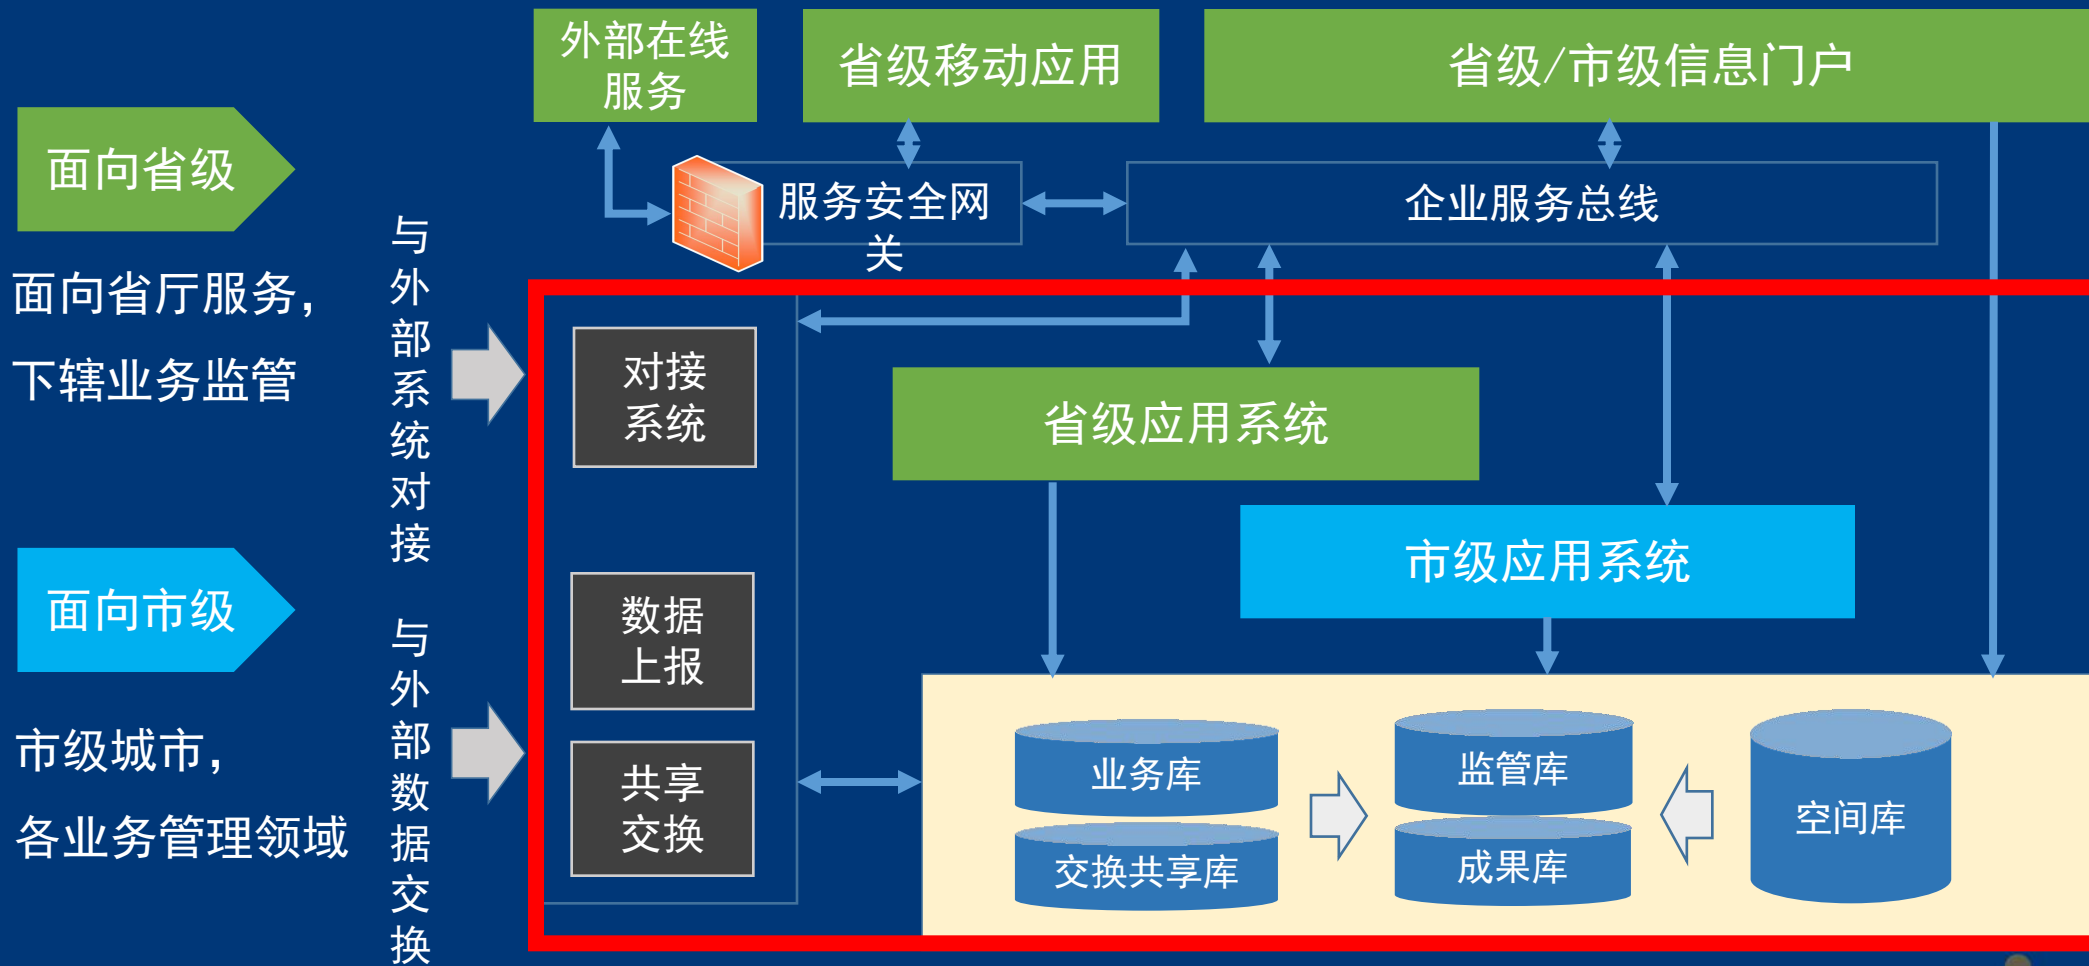 外部在线
服务
省级移动应用
省级/市级信息门户
面向省级
服务安全网
关
企业服务总线
面向省厅服务，
下辖业务监管
与外部系统对接
对接
系统
省级应用系统
市级应用系统
面向市级
市级城市，
各业务管理领域
与外部数据交换
数据
上报
共享
交换
业务库
交换共享库
监管库
成果库
空间库